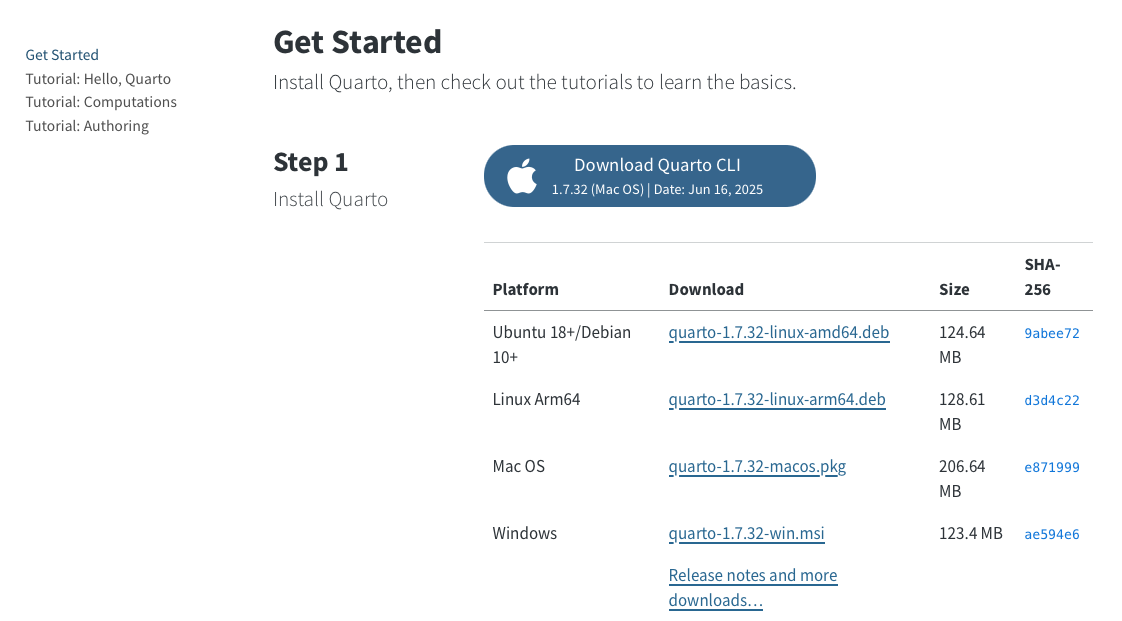 Get Started
Tutorial: Hello, Quarto
Tutorial: Computations
Tutorial: Authoring
Get Started
Install Quarto, then check out the tutorials to learn the basics.
Step 1
Install Quarto
Download Quarto CLI
1.7.32 (Mac OS) | Date: Jun 16, 2025
Platform Download Size SHA-
256
Ubuntu 18+/Debian quarto-1.7.32-linux-amd64.deb 124.64 9abee72
10+ MB
Linux Arm64 quarto-1.7.32-linux-arm64.deb 128.61 d3d4c22
MB
Mac OS quarto-1.7.32-macos.pkg 206.64 e871999
MB
Windows quarto-1.7.32-win.msi 123.4 MB ae594e6
Release notes and more
downloads…